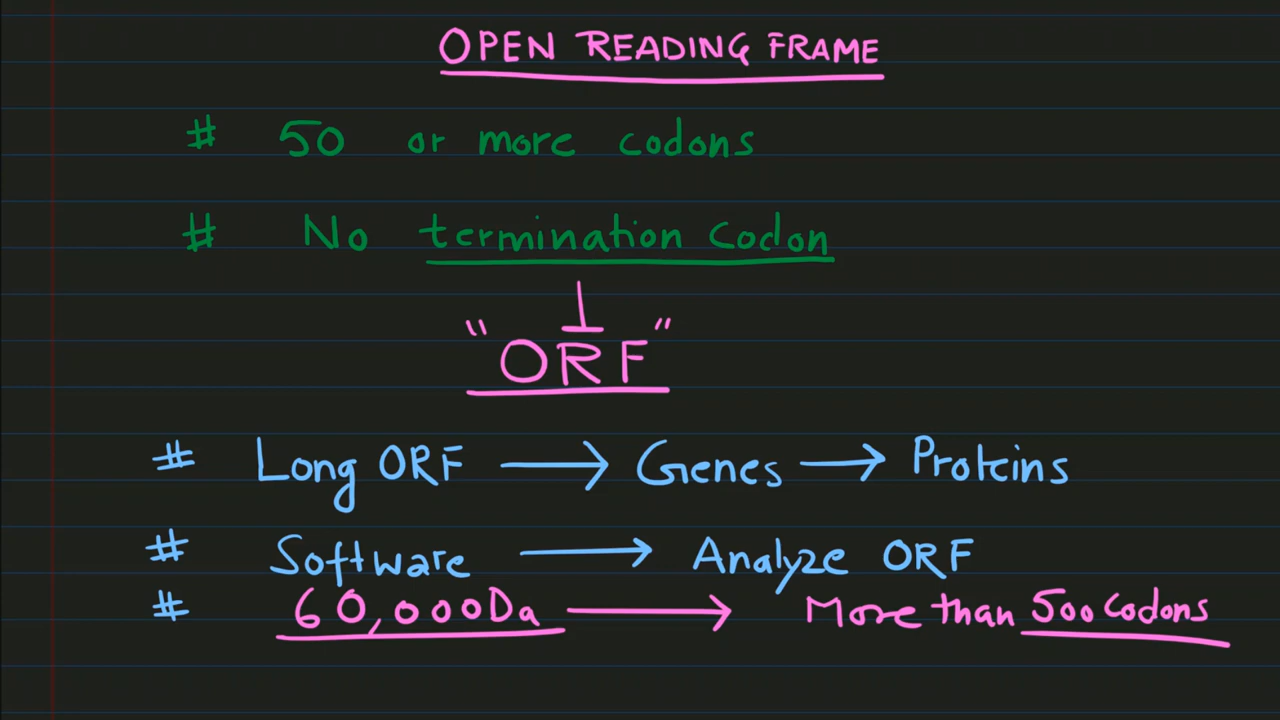 OPEN READING FRAME
# 50 or more codons
# No termination Codon
"ORF"
# Long ORF → Genes → Proteins
# Software → Analyze ORF
# 60,000Da → More than 500 Codons